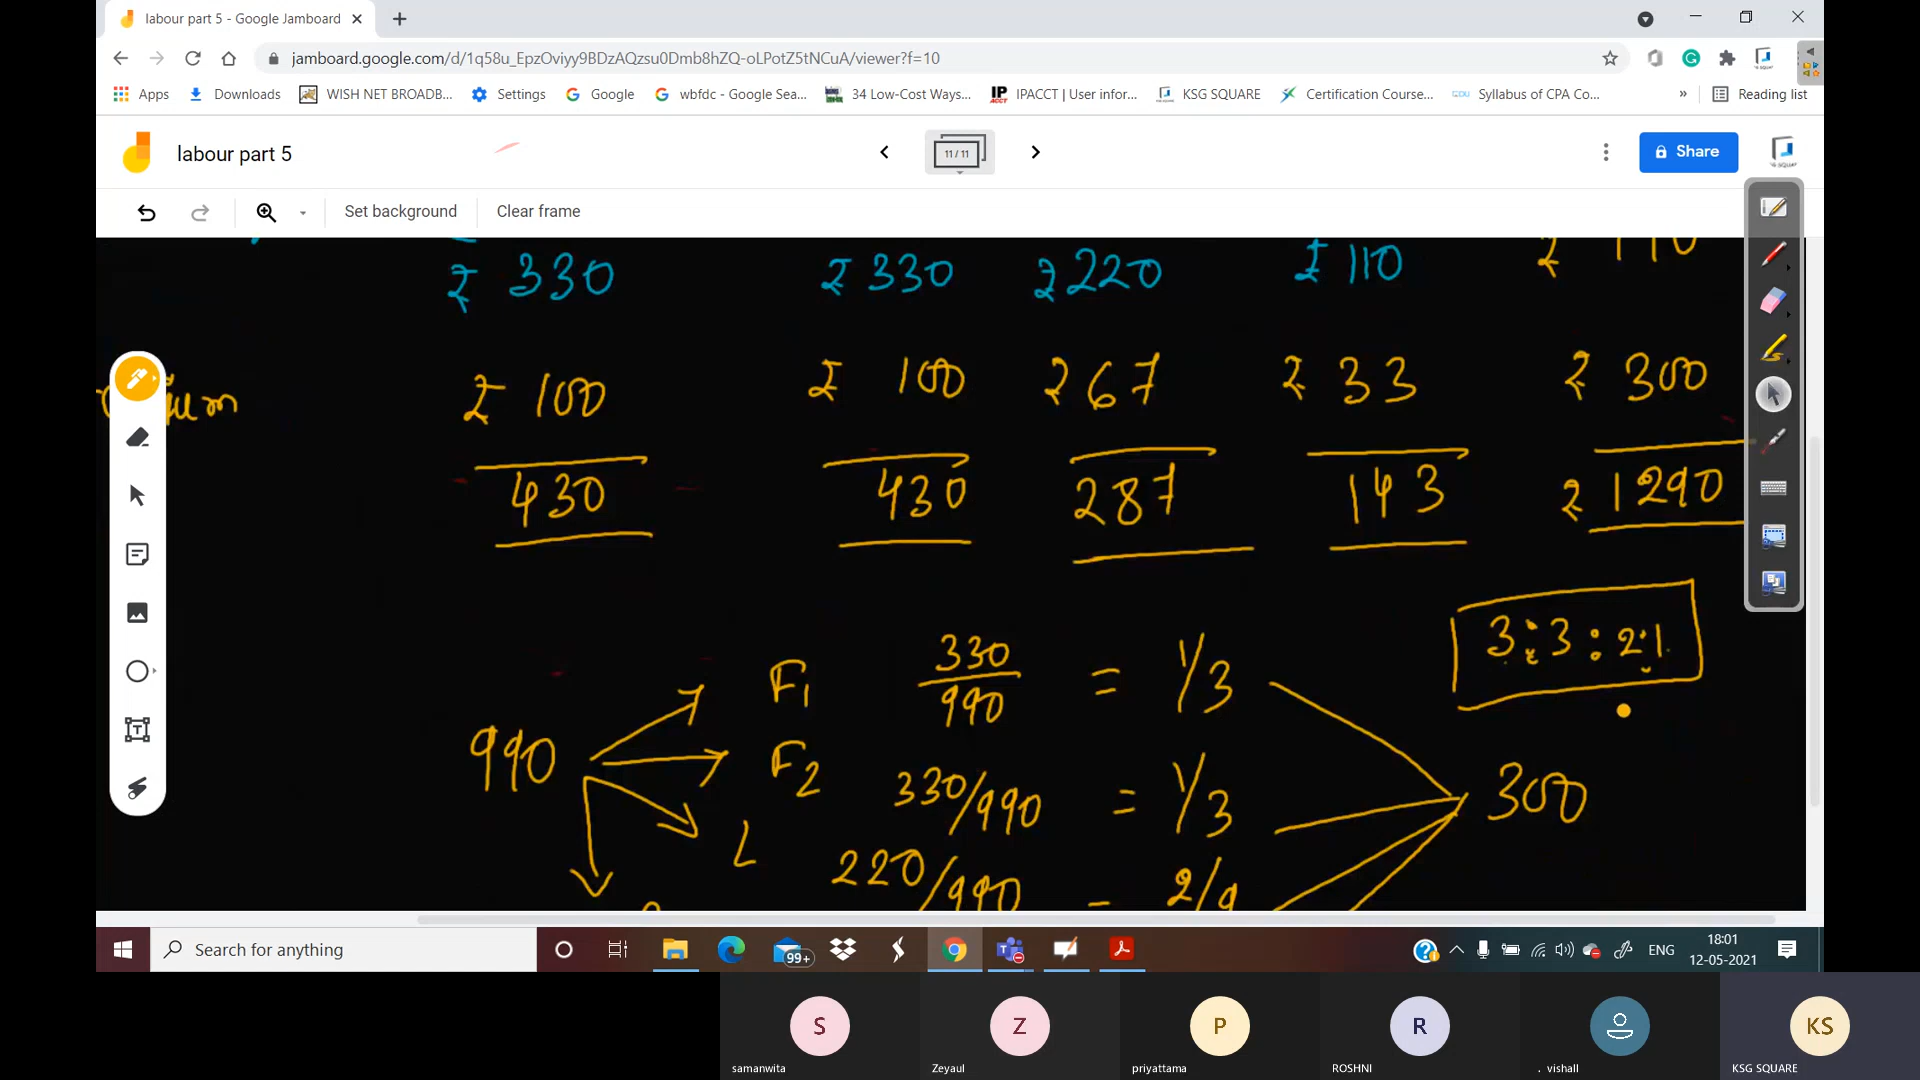 labour part 5 - Google Jamboard
jamboard.google.com/d/1q58u_EpzOviyy9BDzAQzsu0Dmb8hZQ-oLPotZ5tNCuA/viewer?f=10
Apps Downloads WISH NET BROADB... Settings Google wbfdc - Google Sea... 34 Low-Cost Ways... IPACCT | User infor... KSG SQUARE Certification Course... Syllabus of CPA Co... » Reading list
labour part 5
11 / 11
Share
Set background Clear frame
₹ 330 ₹ 330 ₹ 220 ₹ 110 ₹ 110
₹ 100 ₹ 100 ₹ 67 ₹ 33 ₹ 300
430 430 287 143 ₹ 1290
3:3:2:1
F1 330/990 = 1/3
990 F2 330/990 = 1/3 300
L 220/990 = 2/9
Search for anything
99+
ENG
18:01
12-05-2021
S Z P R KS
samanwita Zeyaul priyattama ROSHNI . vishall KSG SQUARE